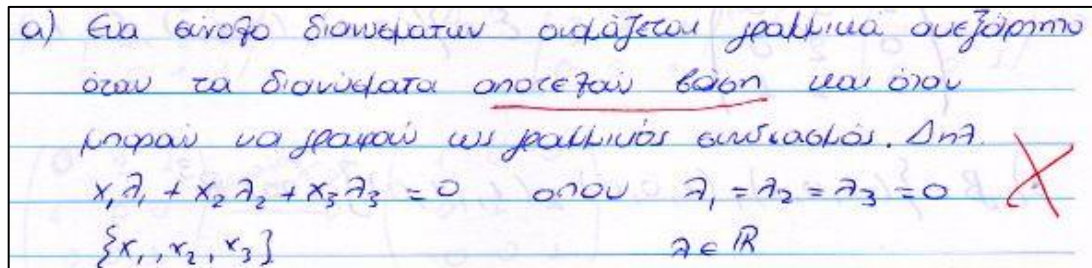 α) Ένα σύνολο διανυσμάτων ονομάζεται γραμμικά ανεξάρτητο
όταν τα διανύσματα αποτελούν βάση και όταν
μπορούν να γραφούν ως γραμμικός συνδυασμός. Δηλ.
x₁λ₁ + x₂λ₂ + x₃λ₃ = 0 οπου λ₁ = λ₂ = λ₃ = 0
{x₁, x₂, x₃} λ ∈ ℝ